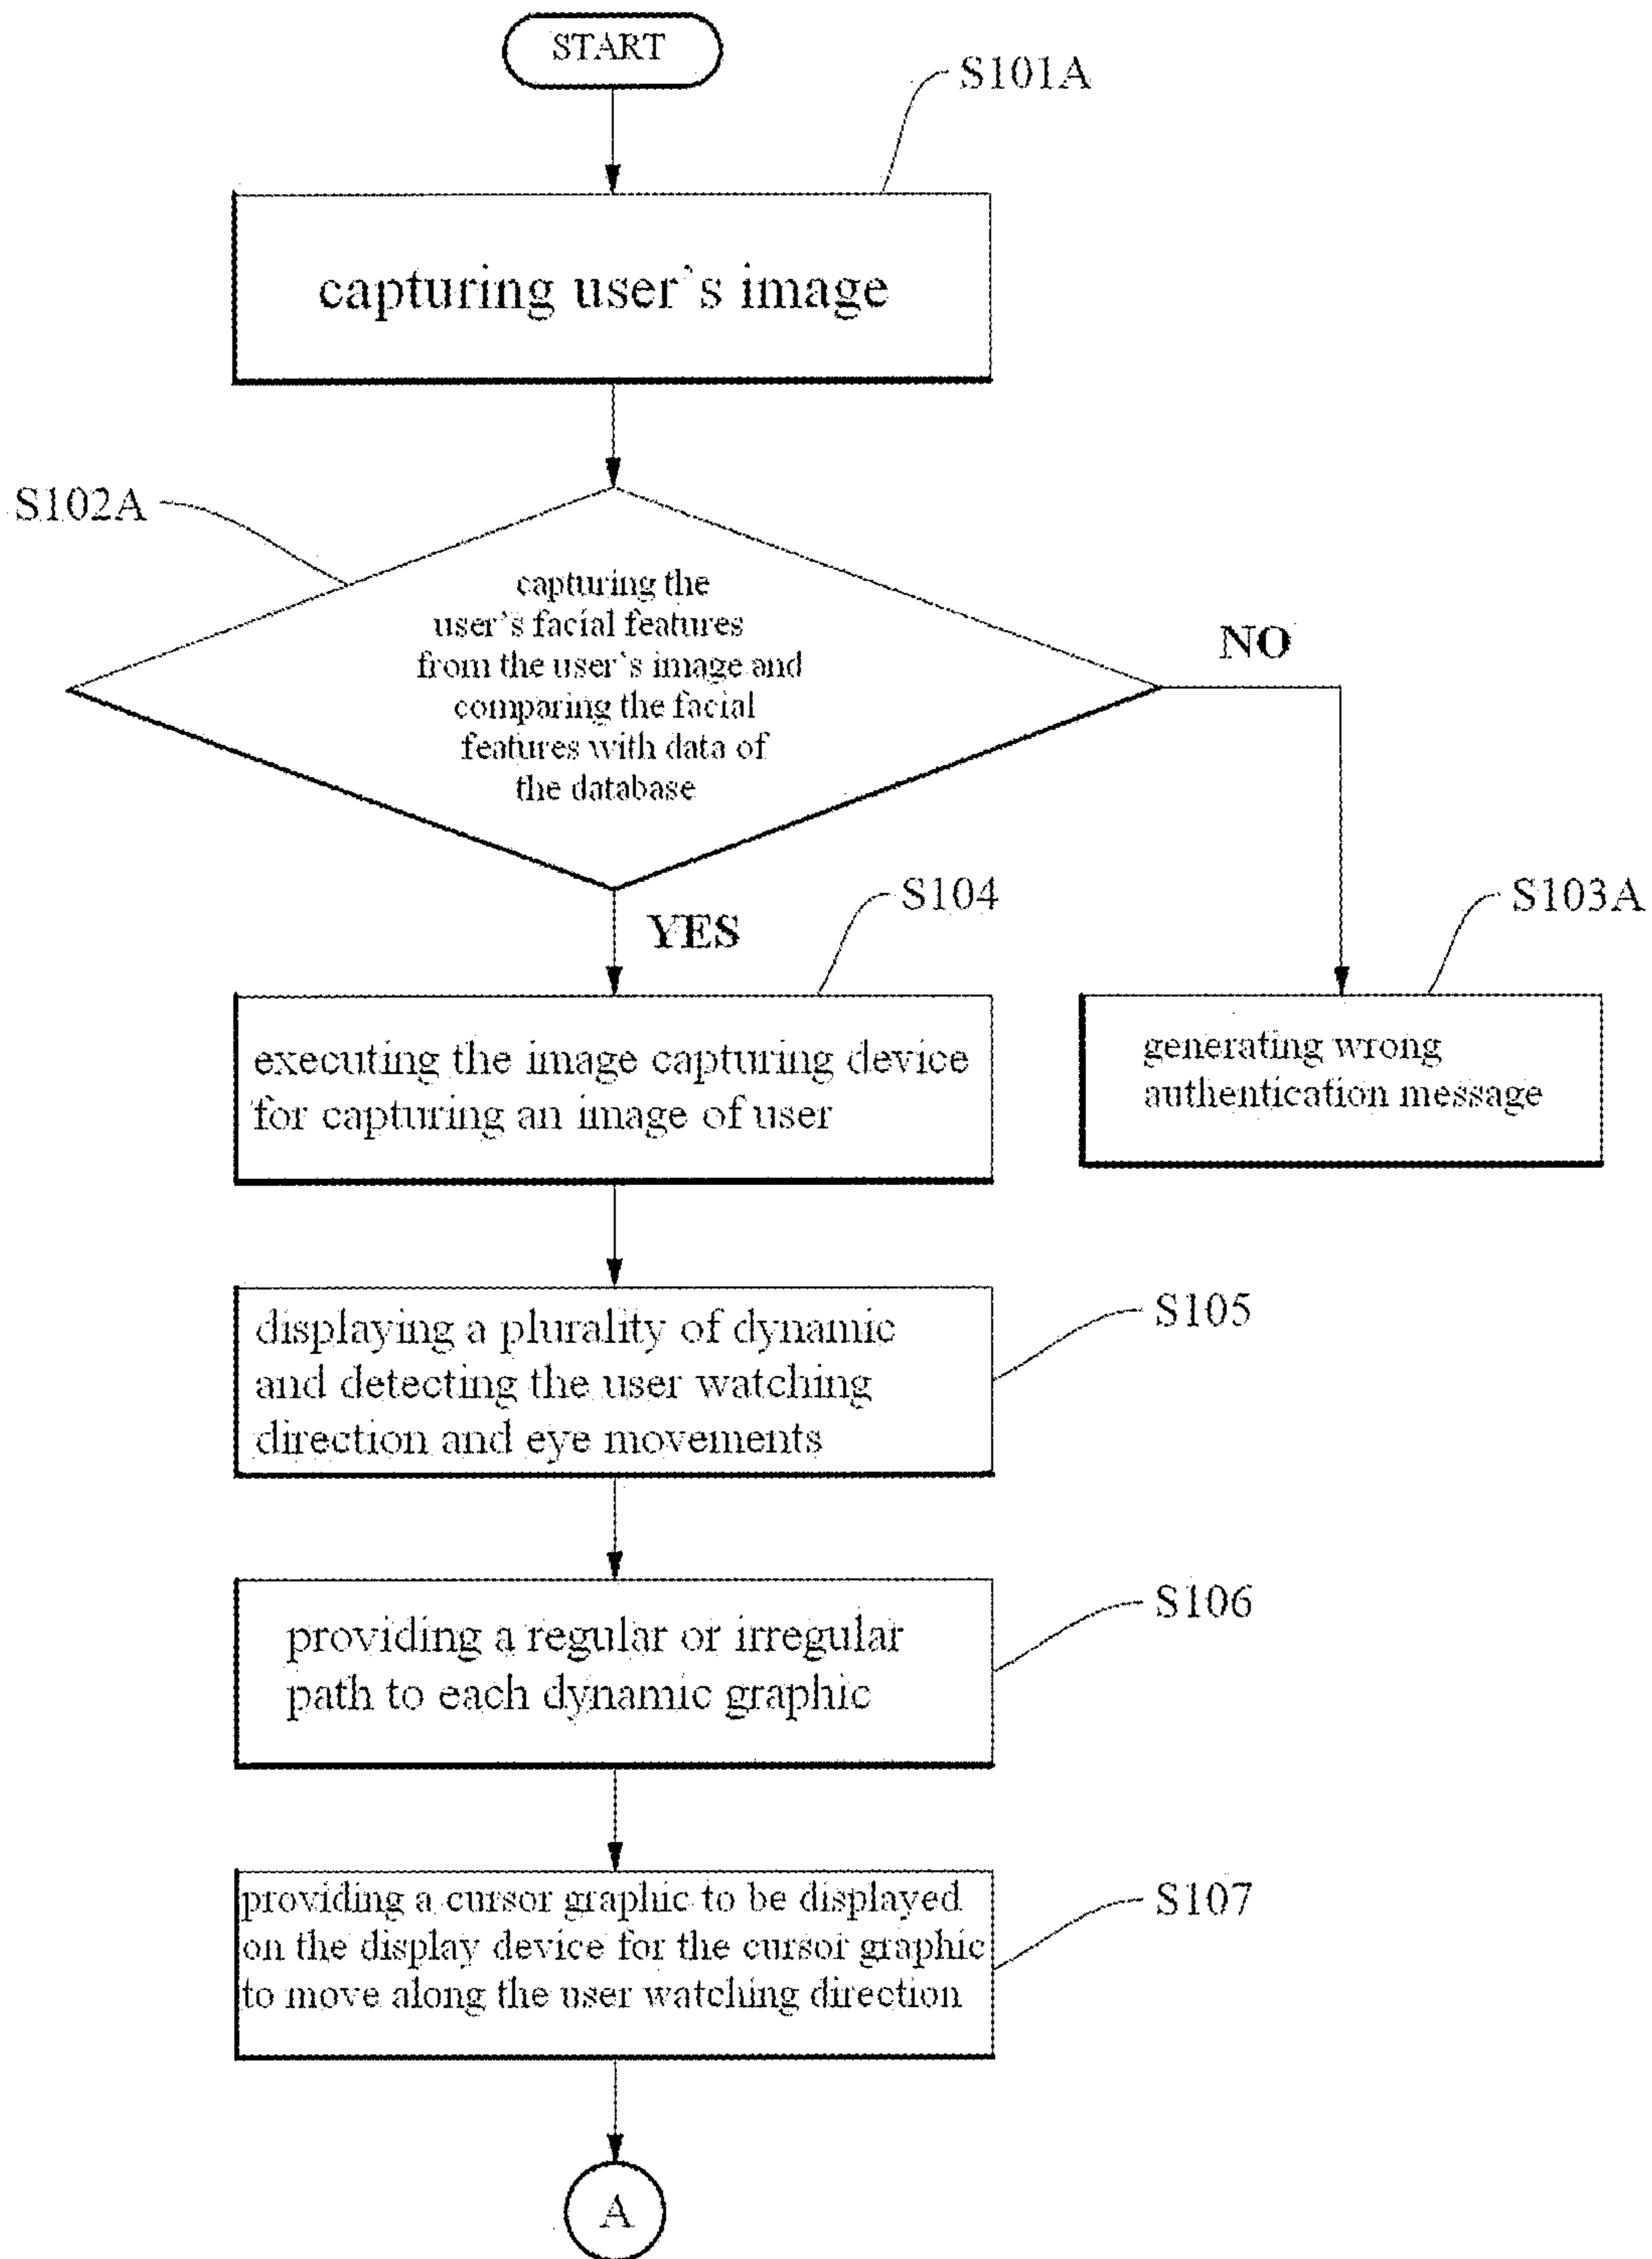 START
S101A
capturing user`s image
S102A
capturing the
user's facial features
from the user's image and
comparing the facial
features with data of
the database
NO
YES
S104
S103A
executing the image capturing device
for capturing an image of user
generating wrong
authentication message
displaying a plurality of dynamic
and detecting the user watching
direction and eye movements
S105
providing a regular or irregular
path to each dynamic graphic
S106
providing a cursor graphic to be displayed
on the display device for the cursor graphic
to move along the user watching direction
S107
A